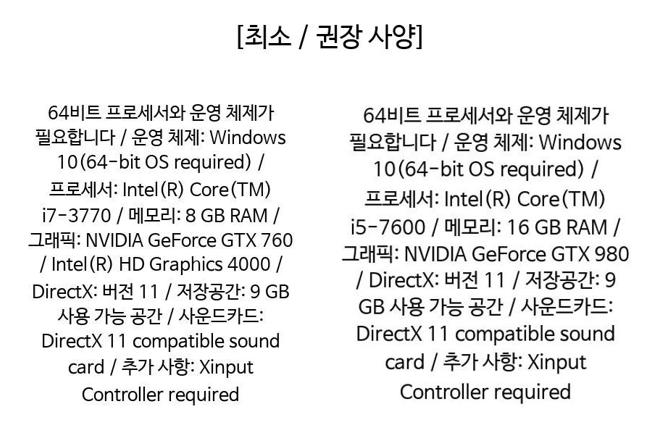 [최소 / 권장 사양]
64비트 프로세서와 운영 체제가
필요합니다 / 운영 체제: Windows
10(64-bit OS required) /
프로세서: Intel(R) Core(TM)
i7-3770 / 메모리: 8 GB RAM /
그래픽: NVIDIA GeForce GTX 760
/ Intel(R) HD Graphics 4000 /
DirectX: 버전 11 / 저장공간: 9 GB
사용 가능 공간 / 사운드카드:
DirectX 11 compatible sound
card / 추가 사항: Xinput
Controller required
64비트 프로세서와 운영 체제가
필요합니다 / 운영 체제: Windows
10(64-bit OS required) /
프로세서: Intel(R) Core(TM)
i5-7600 / 메모리: 16 GB RAM /
그래픽: NVIDIA GeForce GTX 980
/ DirectX: 버전 11 / 저장공간: 9
GB 사용 가능 공간 / 사운드카드:
DirectX 11 compatible sound
card / 추가 사항: Xinput
Controller required